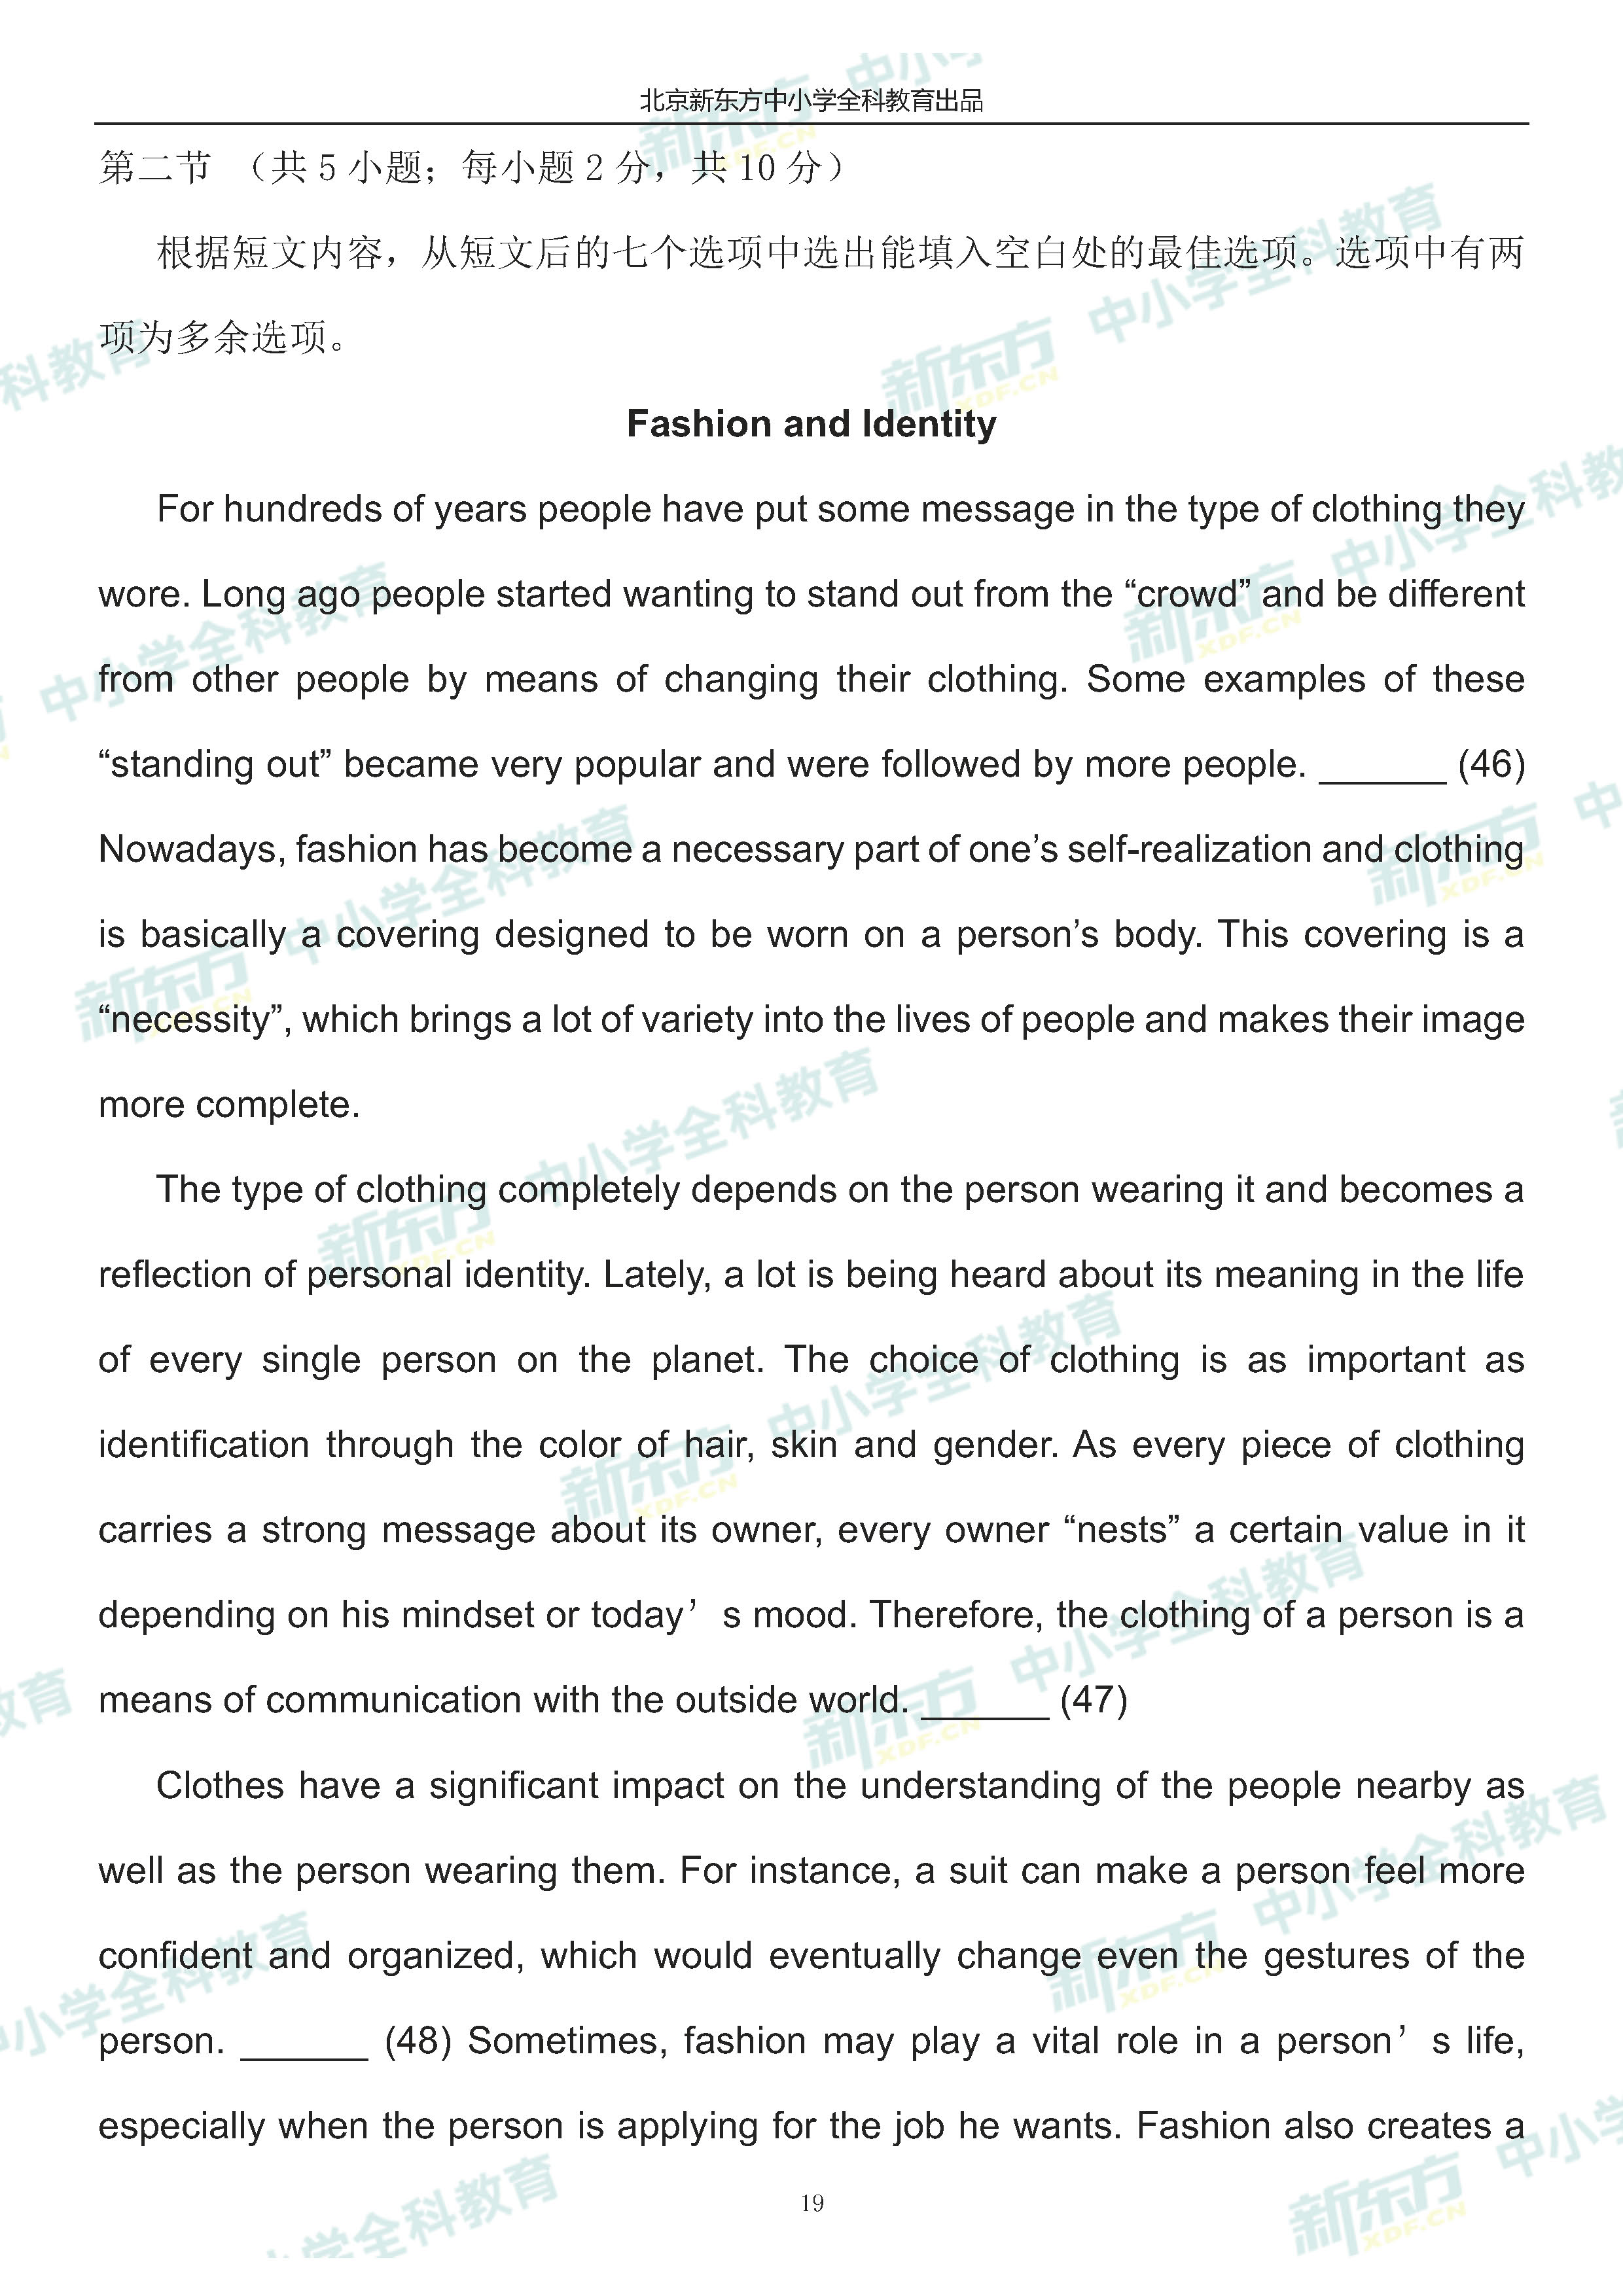 北京新东方中小学全科教育出品
第二节 （共 5 小题；每小题 2 分，共 10 分）
根据短文内容，从短文后的七个选项中选出能填入空白处的最佳选项。选项中有两
项为多余选项。
Fashion and Identity
For hundreds of years people have put some message in the type of clothing they
wore. Long ago people started wanting to stand out from the “crowd” and be different
from other people by means of changing their clothing. Some examples of these
“standing out” became very popular and were followed by more people. ______ (46)
Nowadays, fashion has become a necessary part of one’s self-realization and clothing
is basically a covering designed to be worn on a person’s body. This covering is a
“necessity”, which brings a lot of variety into the lives of people and makes their image
more complete.
The type of clothing completely depends on the person wearing it and becomes a
reflection of personal identity. Lately, a lot is being heard about its meaning in the life
of every single person on the planet. The choice of clothing is as important as
identification through the color of hair, skin and gender. As every piece of clothing
carries a strong message about its owner, every owner “nests” a certain value in it
depending on his mindset or today’s mood. Therefore, the clothing of a person is a
means of communication with the outside world. ______ (47)
Clothes have a significant impact on the understanding of the people nearby as
well as the person wearing them. For instance, a suit can make a person feel more
confident and organized, which would eventually change even the gestures of the
person. ______ (48) Sometimes, fashion may play a vital role in a person’s life,
especially when the person is applying for the job he wants. Fashion also creates a
19
新东方 XDF.CN 中小学全科教育